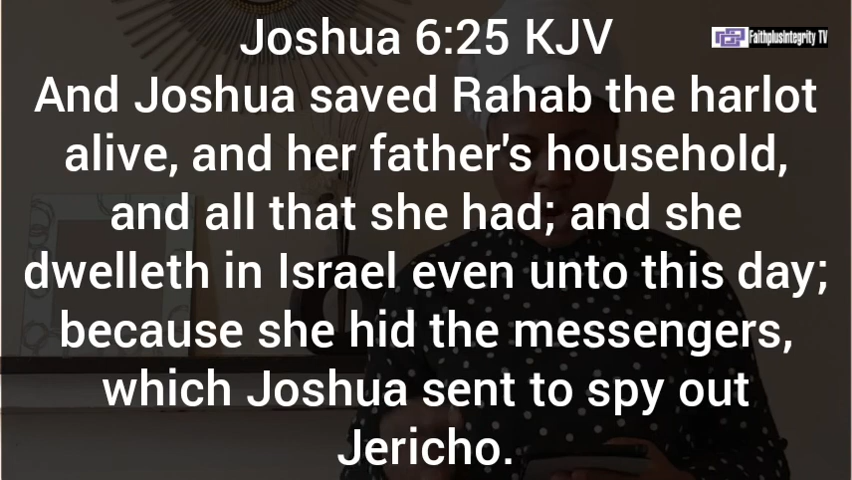 Joshua 6:25 KJV
FaithplusIntegrity TV
And Joshua saved Rahab the harlot
alive, and her father's household,
and all that she had; and she
dwelleth in Israel even unto this day;
because she hid the messengers,
which Joshua sent to spy out
Jericho.